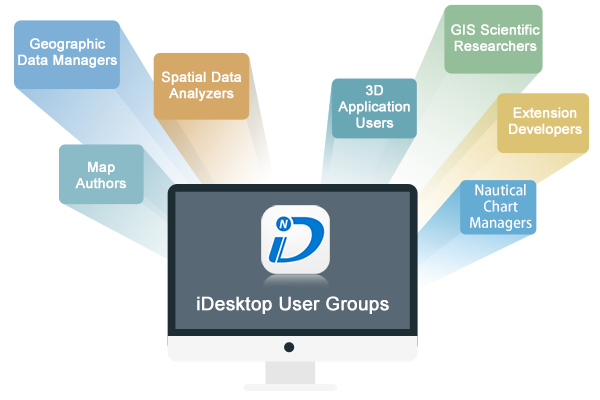 Geographic
Data Managers
Spatial Data
Analyzers
Map
Authors
3D
Application
Users
GIS Scientific
Researchers
Extension
Developers
Nautical
Chart
Managers
N
iD
iDesktop User Groups